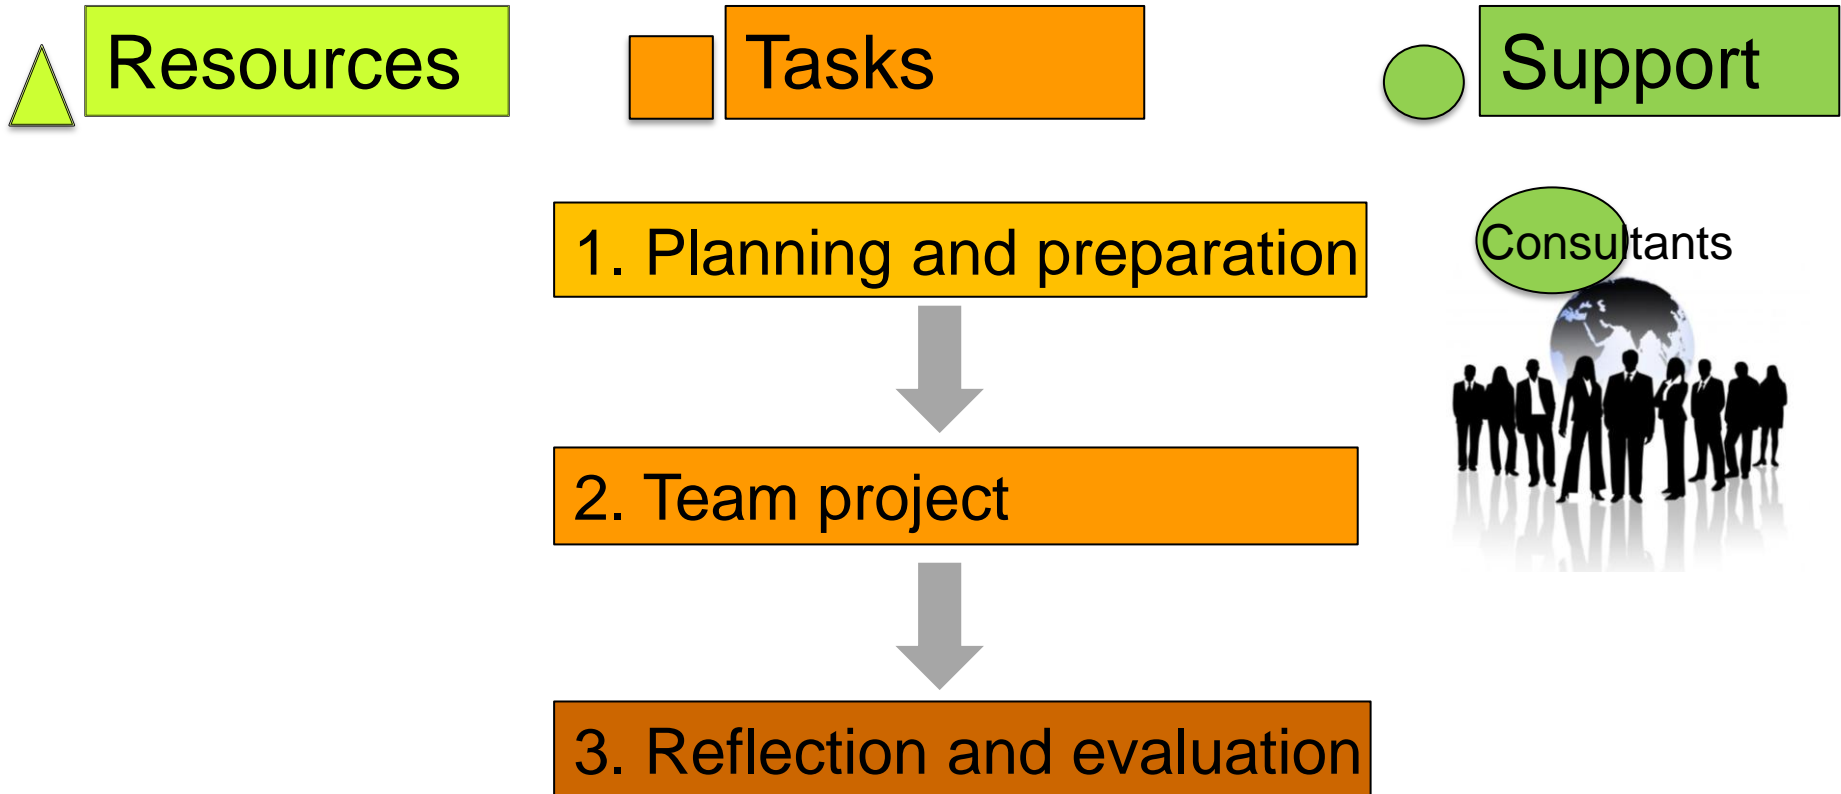 Resources
Tasks
Support
1. Planning and preparation
Consultants
2. Team project
3. Reflection and evaluation